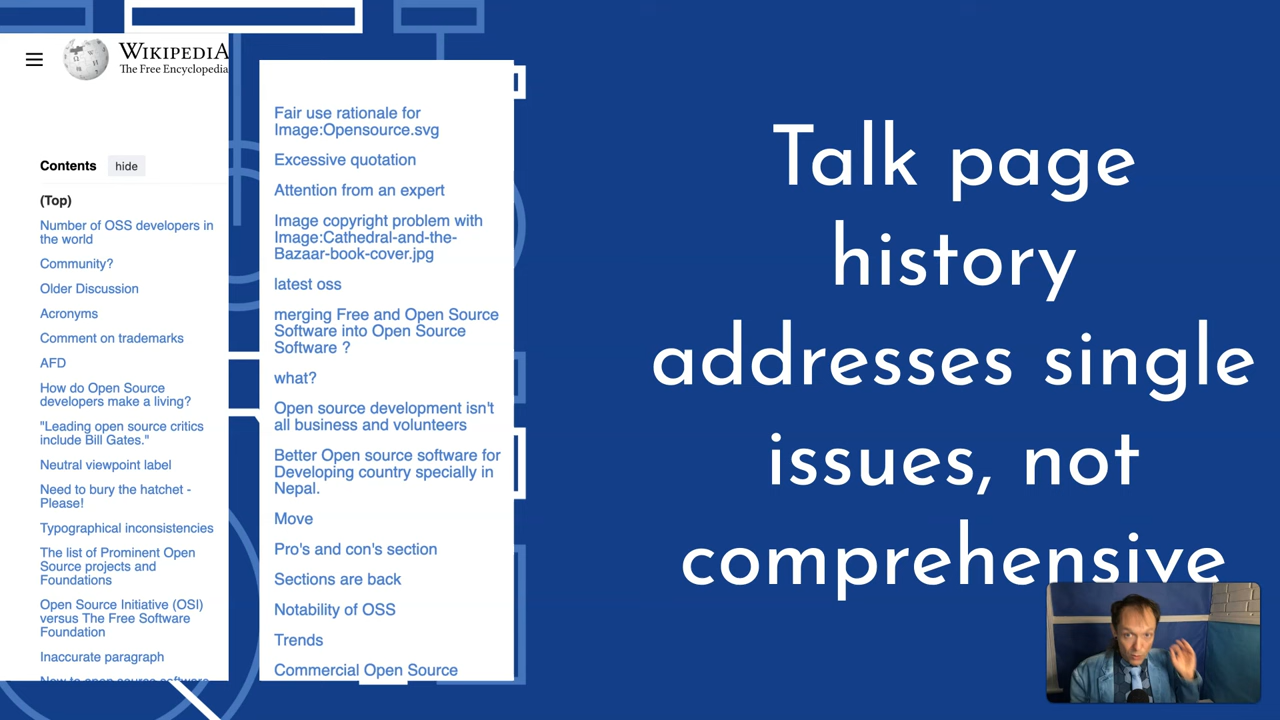 WIKIPEDIA
The Free Encyclopedia
Contents hide
(Top)
Number of OSS developers in
the world
Community?
Older Discussion
Acronyms
Comment on trademarks
AFD
How do Open Source
developers make a living?
"Leading open source critics
include Bill Gates."
Neutral viewpoint label
Need to bury the hatchet -
Please!
Typographical inconsistencies
The list of Prominent Open
Source projects and
Foundations
Open Source Initiative (OSI)
versus The Free Software
Foundation
Inaccurate paragraph
New to open source software
Fair use rationale for
Image:Opensource.svg
Excessive quotation
Attention from an expert
Image copyright problem with
Image:Cathedral-and-the-
Bazaar-book-cover.jpg
latest oss
merging Free and Open Source
Software into Open Source
Software ?
what?
Open source development isn't
all business and volunteers
Better Open source software for
Developing country specially in
Nepal.
Move
Pro's and con's section
Sections are back
Notability of OSS
Trends
Commercial Open Source
Talk page
history
addresses single
issues, not
comprehensive